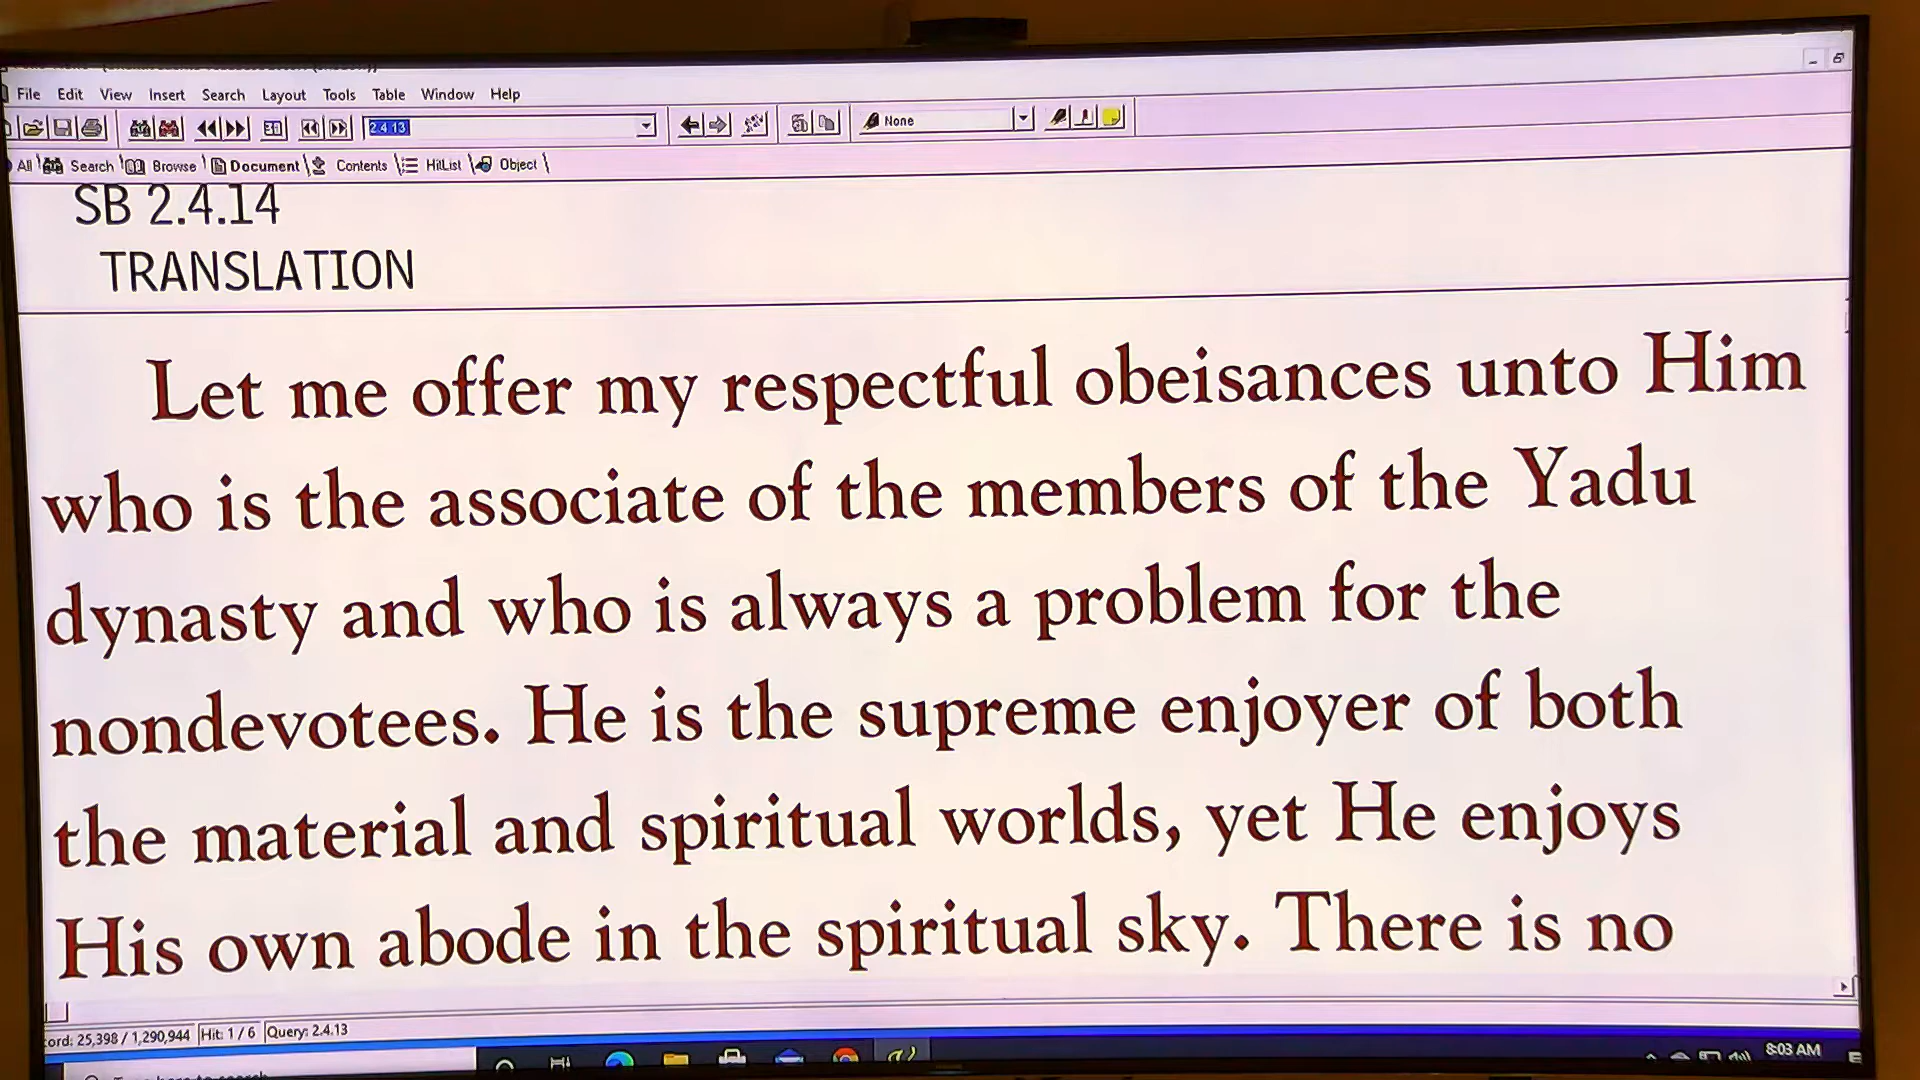 File Edit View Insert Search Layout Tools Table Window Help
2.4.13 None
All Search Browse Document Contents HitList Object
SB 2.4.14
TRANSLATION
Let me offer my respectful obeisances unto Him
who is the associate of the members of the Yadu
dynasty and who is always a problem for the
nondevotees. He is the supreme enjoyer of both
the material and spiritual worlds, yet He enjoys
His own abode in the spiritual sky. There is no
ord: 25,398 / 1,290,944 Hit: 1 / 6 Query: 2.4.13
8:03 AM